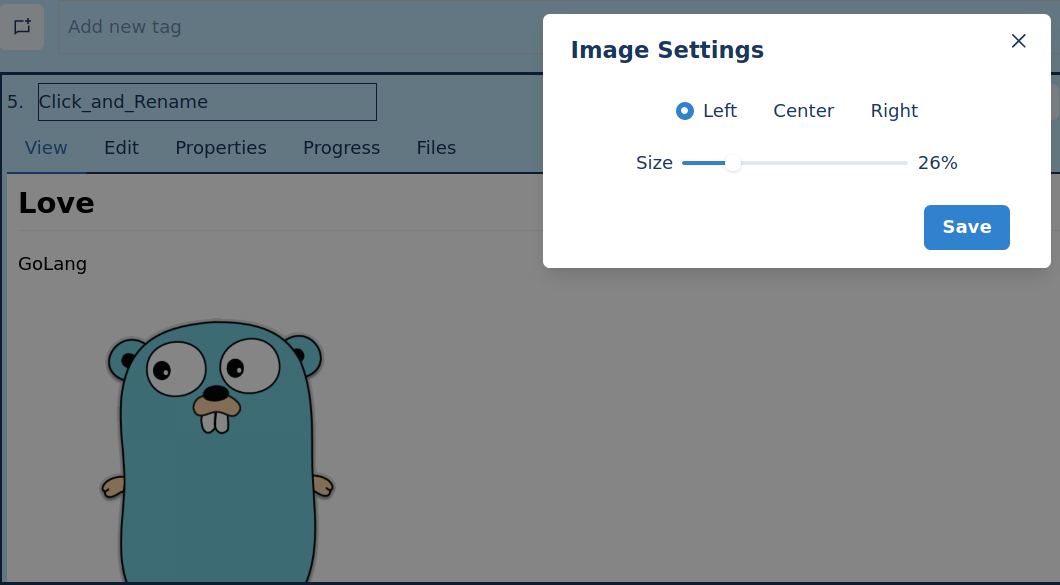 Add new tag
Image Settings
Left Center Right
Size 26%
Save
5. Click_and_Rename
View Edit Properties Progress Files
Love
GoLang